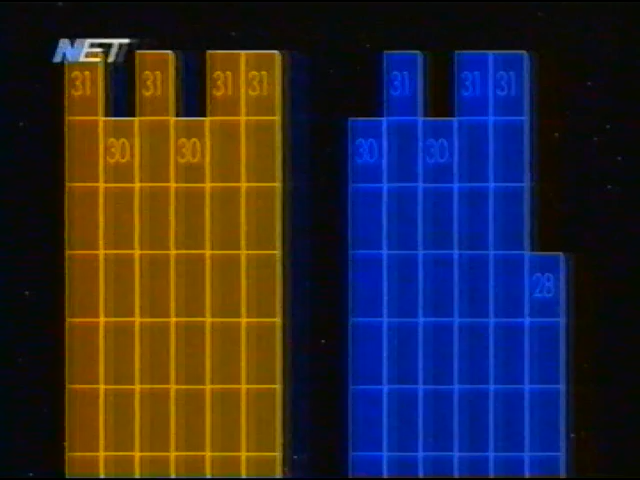 NET
31 31 31 31
30 30
31 31 31
30 30
28